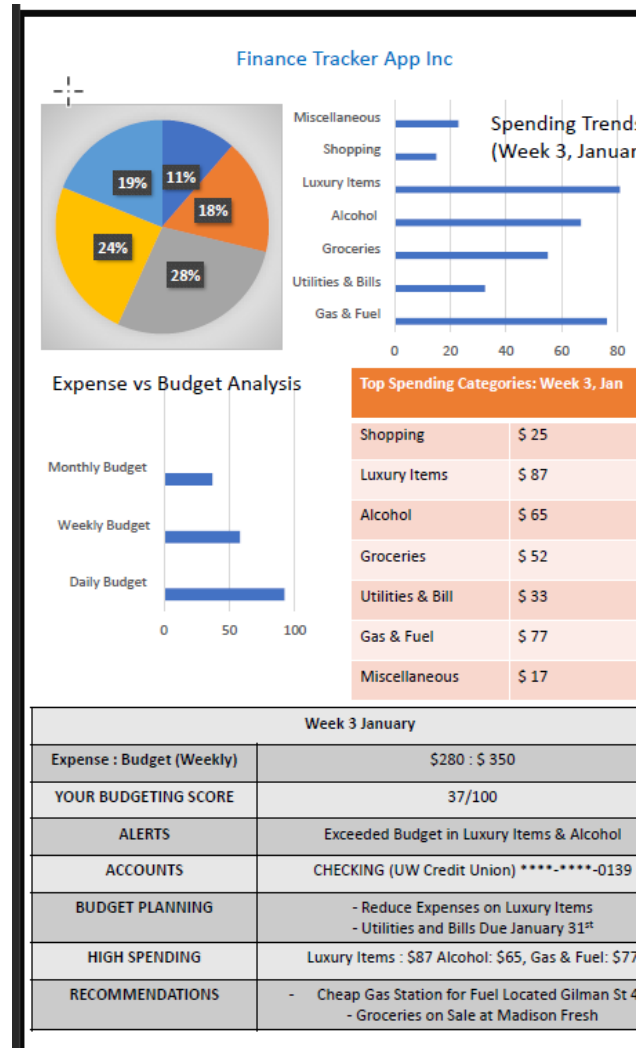 Finance Tracker App Inc
19%
11%
18%
24%
28%
Spending Trends
(Week 3, Januar
Miscellaneous
Shopping
Luxury Items
Alcohol
Groceries
Utilities & Bills
Gas & Fuel
0 20 40 60 80
Expense vs Budget Analysis
Monthly Budget
Weekly Budget
Daily Budget
0 50 100
Top Spending Categories: Week 3, Jan
Shopping $ 25
Luxury Items $ 87
Alcohol $ 65
Groceries $ 52
Utilities & Bill $ 33
Gas & Fuel $ 77
Miscellaneous $ 17
Week 3 January
Expense : Budget (Weekly) $280 : $ 350
YOUR BUDGETING SCORE 37/100
ALERTS Exceeded Budget in Luxury Items & Alcohol
ACCOUNTS CHECKING (UW Credit Union) ****-****-0139
BUDGET PLANNING - Reduce Expenses on Luxury Items
- Utilities and Bills Due January 31st
HIGH SPENDING Luxury Items : $87 Alcohol: $65, Gas & Fuel: $77
RECOMMENDATIONS - Cheap Gas Station for Fuel Located Gilman St 4
- Groceries on Sale at Madison Fresh